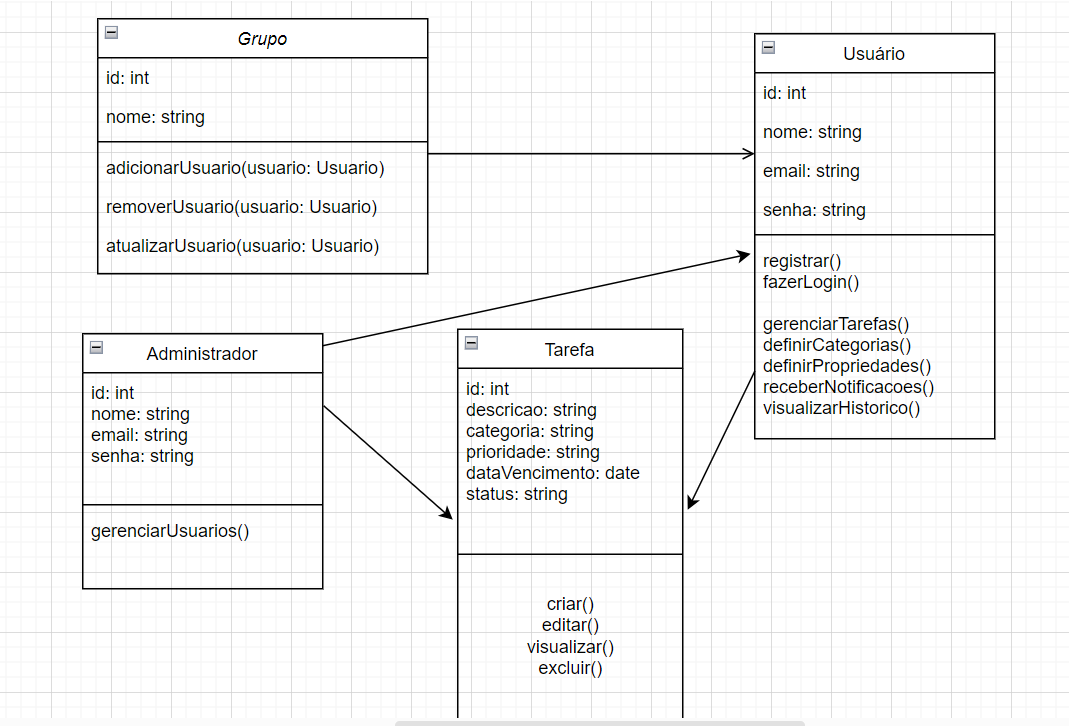 Grupo
id: int
nome: string
adicionarUsuario(usuario: Usuario)
removerUsuario(usuario: Usuario)
atualizarUsuario(usuario: Usuario)
Usuário
id: int
nome: string
email: string
senha: string
registrar()
fazerLogin()
gerenciarTarefas()
definirCategorias()
definirPropriedades()
receberNotificacoes()
visualizarHistorico()
Administrador
id: int
nome: string
email: string
senha: string
gerenciarUsuarios()
Tarefa
id: int
descricao: string
categoria: string
prioridade: string
dataVencimento: date
status: string
criar()
editar()
visualizar()
excluir()